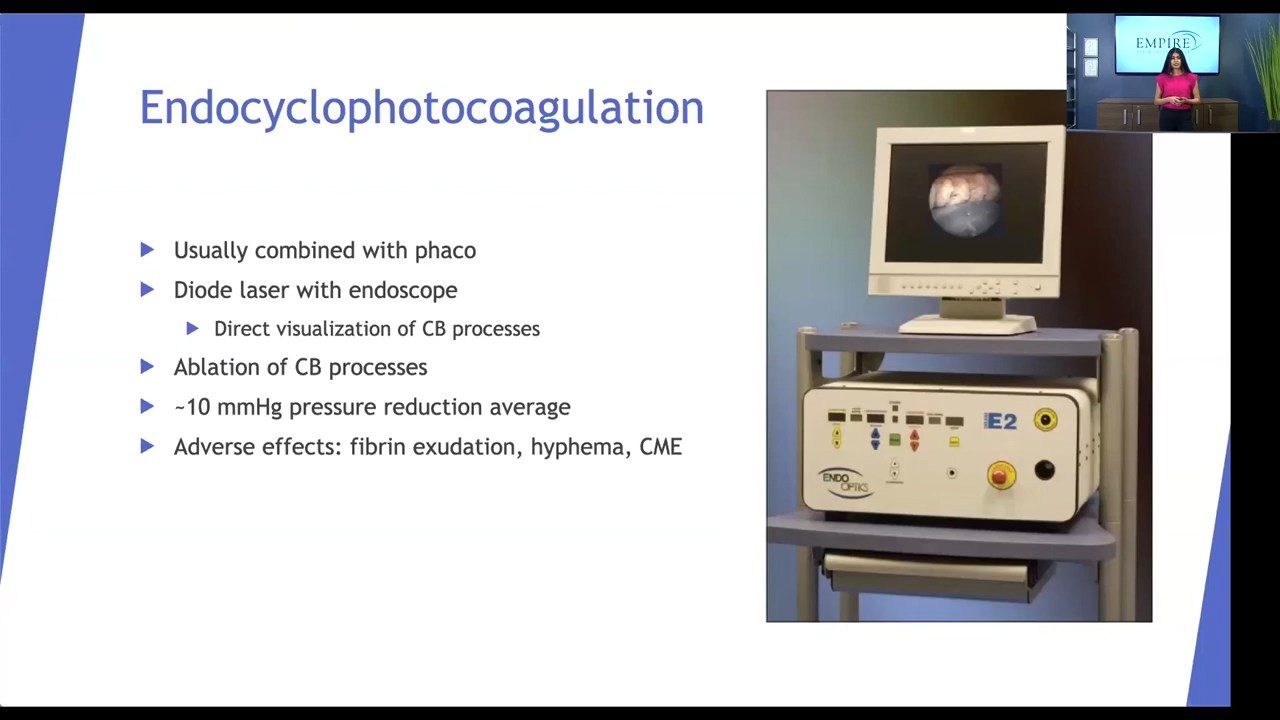 EMPIRE
Endocyclophotocoagulation
Usually combined with phaco
Diode laser with endoscope
Direct visualization of CB processes
Ablation of CB processes
~10 mmHg pressure reduction average
Adverse effects: fibrin exudation, hyphema, CME
E2
ENDO
OPTIKS